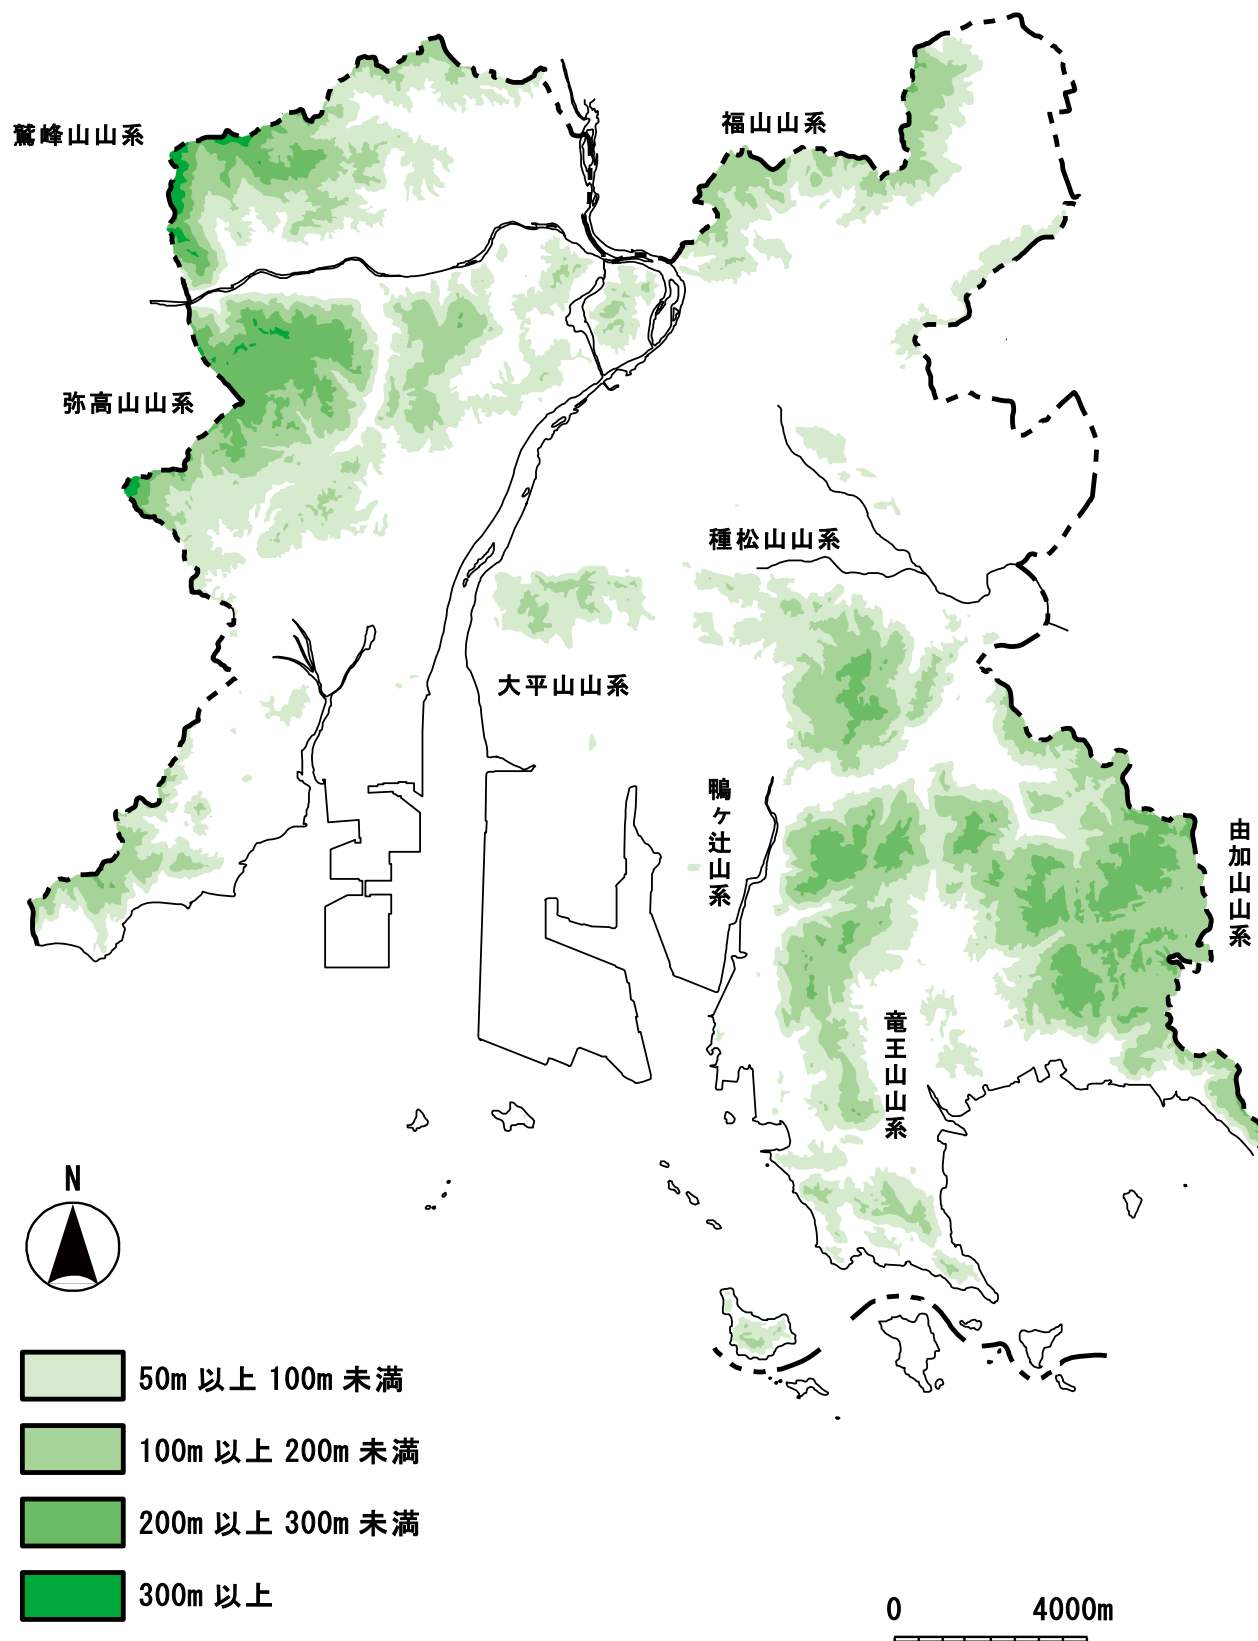 鷲峰山山系
福山山系
弥高山山系
種松山山系
大平山山系
鴨ヶ辻山系
由加山山系
竜王山山系
N
50m 以上 100m 未満
100m 以上 200m 未満
200m 以上 300m 未満
300m 以上
0 4000m